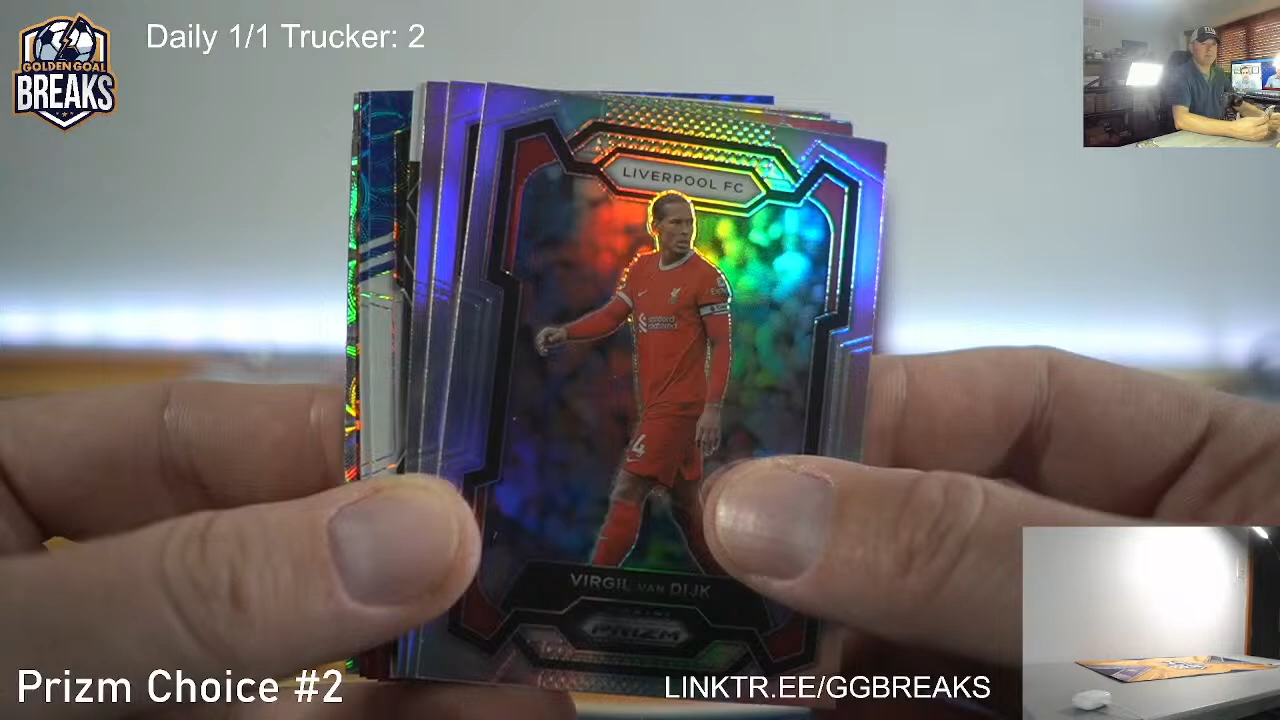 GOLDEN GOAL
BREAKS
Daily 1/1 Trucker: 2
LIVERPOOL FC
VIRGIL VAN DIJK
PRIZM
Prizm Choice #2
LINKTR.EE/GGBREAKS